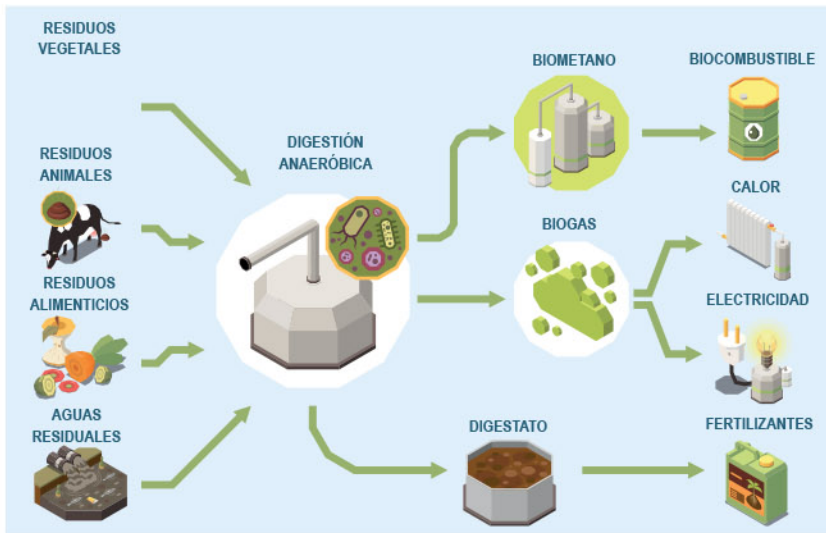 RESIDUOS
VEGETALES
RESIDUOS
ANIMALES
RESIDUOS
ALIMENTICIOS
AGUAS
RESIDUALES
DIGESTIÓN
ANAERÓBICA
BIOMETANO
BIOCOMBUSTIBLE
BIOGAS
CALOR
ELECTRICIDAD
DIGESTATO
FERTILIZANTES